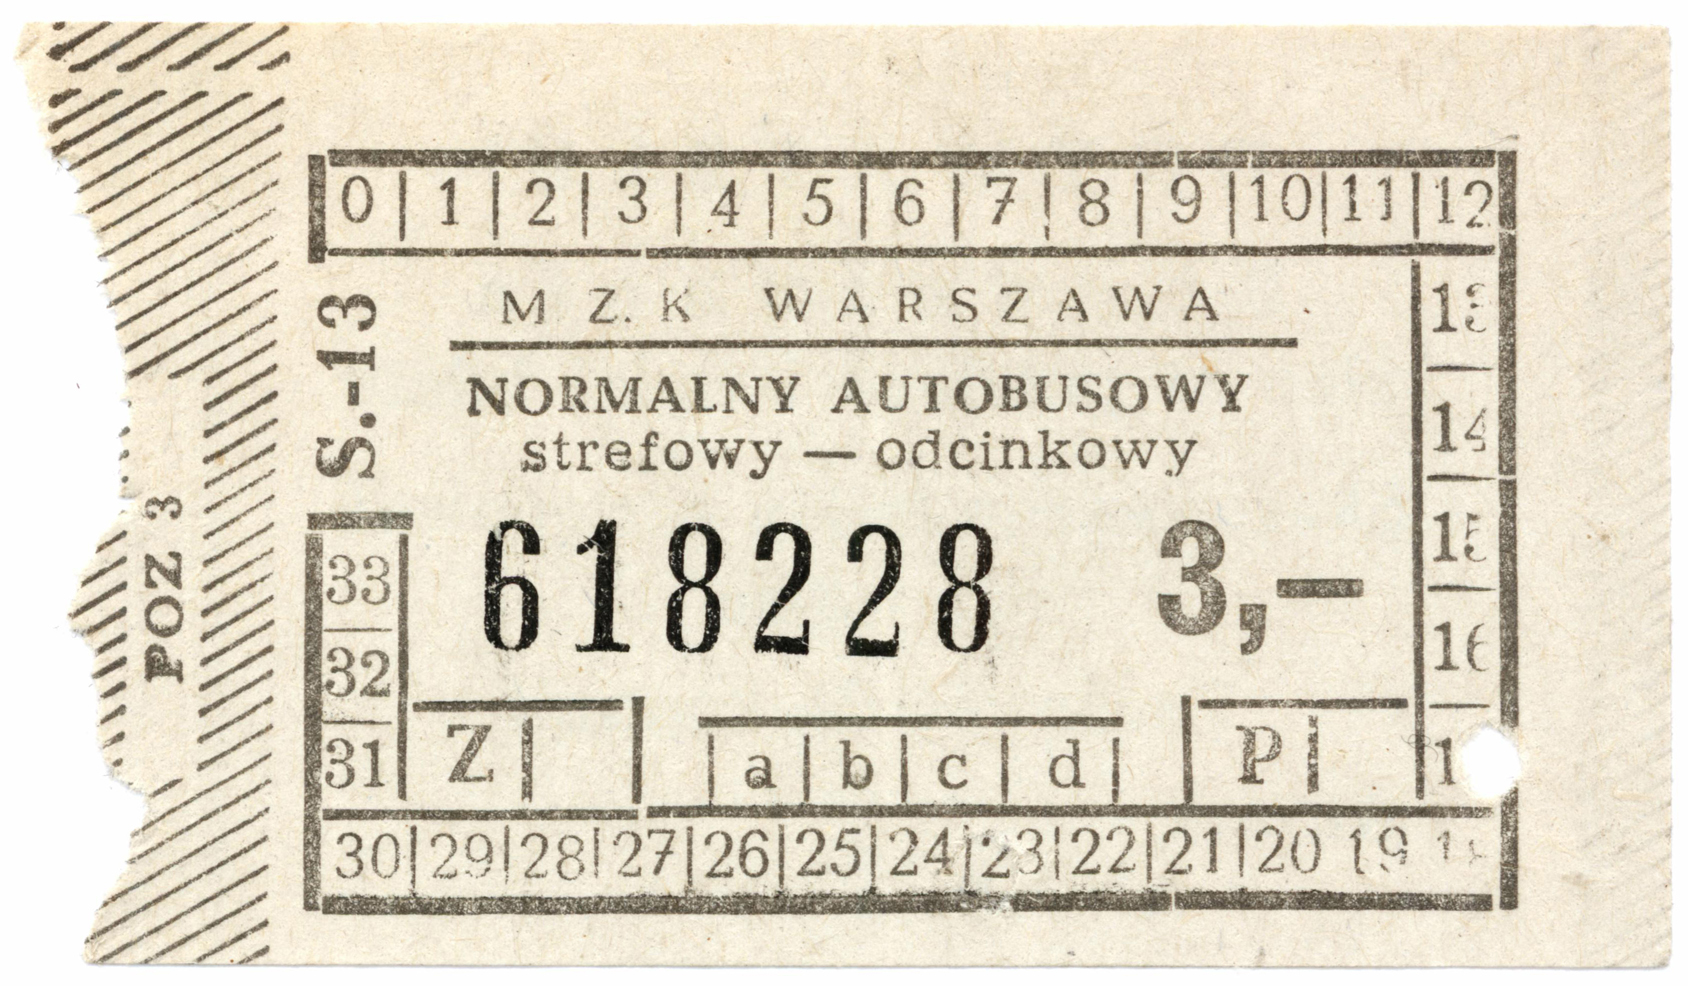 0 | 1 | 2 | 3 | 4 | 5 | 6 | 7 | 8 | 9 | 10 | 11 | 12
M Z. K WARSZAWA
NORMALNY AUTOBUSOWY
strefowy — odcinkowy
618228 3,—
S.-13
POZ 3
33
32
31
13
14
15
16
Z | | a | b | c | d | P |
30 | 29 | 28 | 27 | 26 | 25 | 24 | 23 | 22 | 21 | 20 19 18